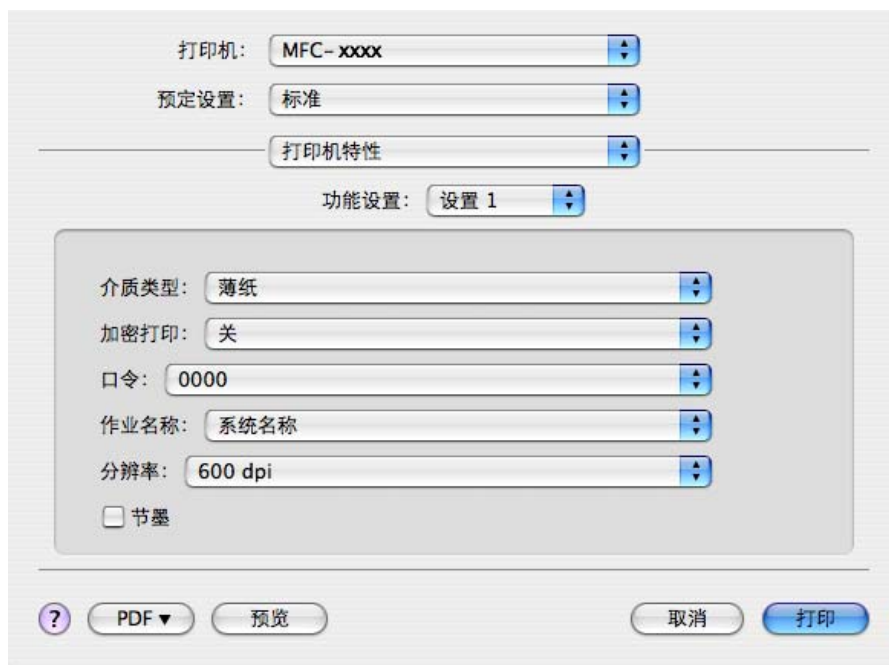 打印机: MFC- xxxx
预定设置: 标准
打印机特性
功能设置: 设置 1
介质类型: 薄纸
加密打印: 关
口令: 0000
作业名称: 系统名称
分辨率: 600 dpi
节墨
? PDF▼ 预览 取消 打印